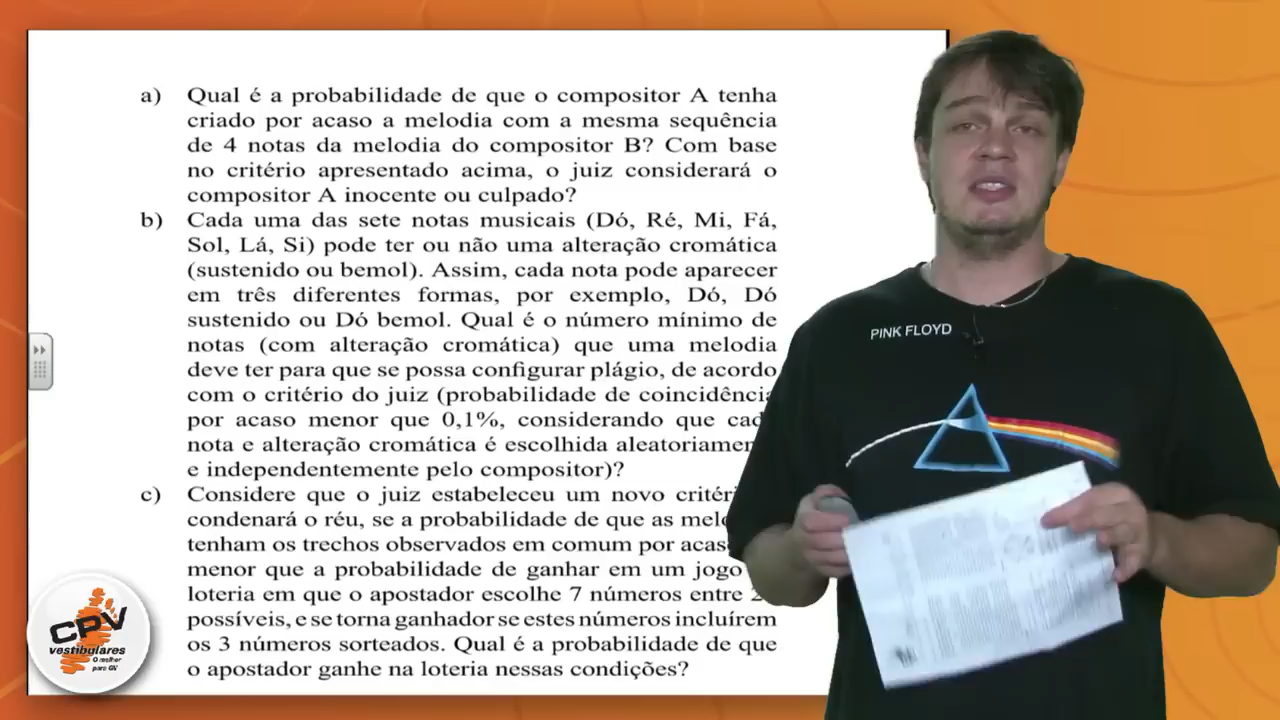 a) Qual é a probabilidade de que o compositor A tenha
criado por acaso a melodia com a mesma sequência
de 4 notas da melodia do compositor B? Com base
no critério apresentado acima, o juiz considerará o
compositor A inocente ou culpado?
b) Cada uma das sete notas musicais (Dó, Ré, Mi, Fá,
Sol, Lá, Si) pode ter ou não uma alteração cromática
(sustenido ou bemol). Assim, cada nota pode aparecer
em três diferentes formas, por exemplo, Dó, Dó
sustenido ou Dó bemol. Qual é o número mínimo de
notas (com alteração cromática) que uma melodia
deve ter para que se possa configurar plágio, de acordo
com o critério do juiz (probabilidade de
por acaso menor que 0,1%, considerando que
nota e alteração cromática é escolhida
e independentemente pelo compositor)?
c) Considere que o juiz estabeleceu um novo
condenará o réu, se a probabilidade de que as
tenham os trechos observados em comum por
menor que a probabilidade de ganhar em um jogo
loteria em que o apostador escolhe 7 números entre
possíveis, e se torna ganhador se estes números incluírem
os 3 números sorteados. Qual é a probabilidade de que
o apostador ganhe na loteria nessas condições?
PINK FLOYD
CPV
vestibulares
O melhor
para GV